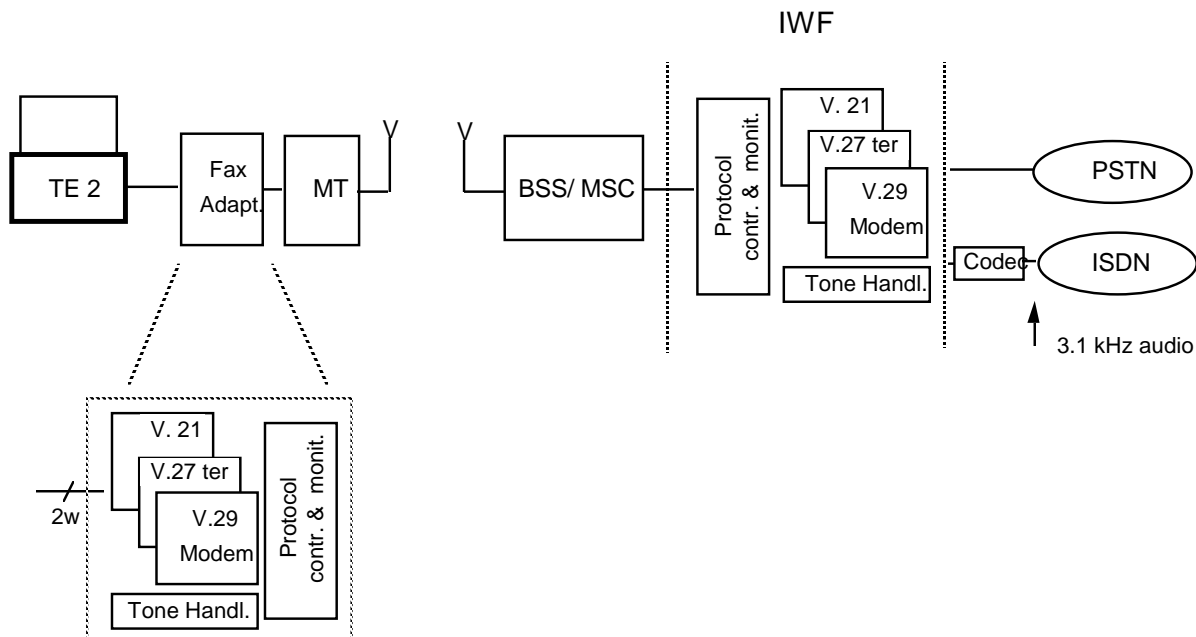 IWF
TE 2
Fax
Adapt.
MT
V
V
BSS/ MSC
Protocol
contr. & monit.
V. 21
V.27 ter
V.29
Modem
Tone Handl.
PSTN
Codec
ISDN
3.1 kHz audio
2w
V. 21
V.27 ter
V.29
Modem
Tone Handl.
Protocol
contr. & monit.